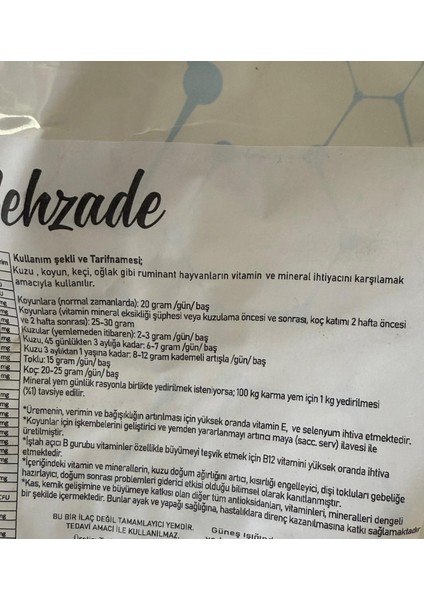 ehzade
Kullanım şekli ve Tarifnamesi;
Kuzu , koyun, keçi, oğlak gibi ruminant hayvanların vitamin ve mineral ihtiyacını karşılamak
amacıyla kullanılır.
Koyunlara (normal zamanlarda): 20 gram /gün/ baş
Koyunlara (vitamin mineral eksikliği şüphesi veya kuzulama öncesi ve sonrası, koç katımı 2 hafta öncesi
ve 2 hafta sonrası): 25-30 gram
Kuzular (yemlemeden itibaren): 2-3 gram /gün/ baş
Kuzu, 45 günlükten 3 aylığa kadar: 6-7 gram /gün/ baş
Kuzu 3 aylıktan 1 yaşına kadar: 8-12 gram kademeli artışla /gün/ baş
Toklu: 15 gram /gün/ baş
Koç: 20-25 gram /gün/ baş
Mineral yem günlük rasyonla birlikte yedirilmek isteniyorsa; 100 kg karma yem için 1 kg yedirilmesi
(%1) tavsiye edilir.
*Üremenin, verimin ve bağışıklığın artırılması için yüksek oranda vitamin E, ve selenyum ihtiva etmektedir.
*Koyunlar için işkembelerini geliştirici ve yemden yararlanmayı artırıcı maya (sacc. serv) ilavesi ile
üretilmiştir.
*İştah açıcı B gurubu vitaminler özellikle büyümeyi teşvik etmek için B12 vitamini yüksek oranda ihtiva
etmektedir.
*İçeriğindeki vitamin ve minerallerin, kuzu doğum ağırlığını artıcı, kısırlığı engelleyici, dişi tokluları gebeliğe
hazırlayıcı, doğum sonrası problemleri giderici etkisi olduğu bilimsel olarak kanıtlanmıştır.
*Kas, kemik gelişimine ve büyümeye katkısı olan diğer tüm antioksidanları, vitaminleri, mineralleri dengeli
bir şekilde içermektedir. Bunlar ayak ve yapağı sağlığına, hastalıklara direnç kazanılmasına katkı sağlamaktadır
BU BİR İLAÇ DEĞİL TAMAMLAYICI YEMDİR.
TEDAVİ AMACI İLE KULLANILMAZ.
Güneş ışığında